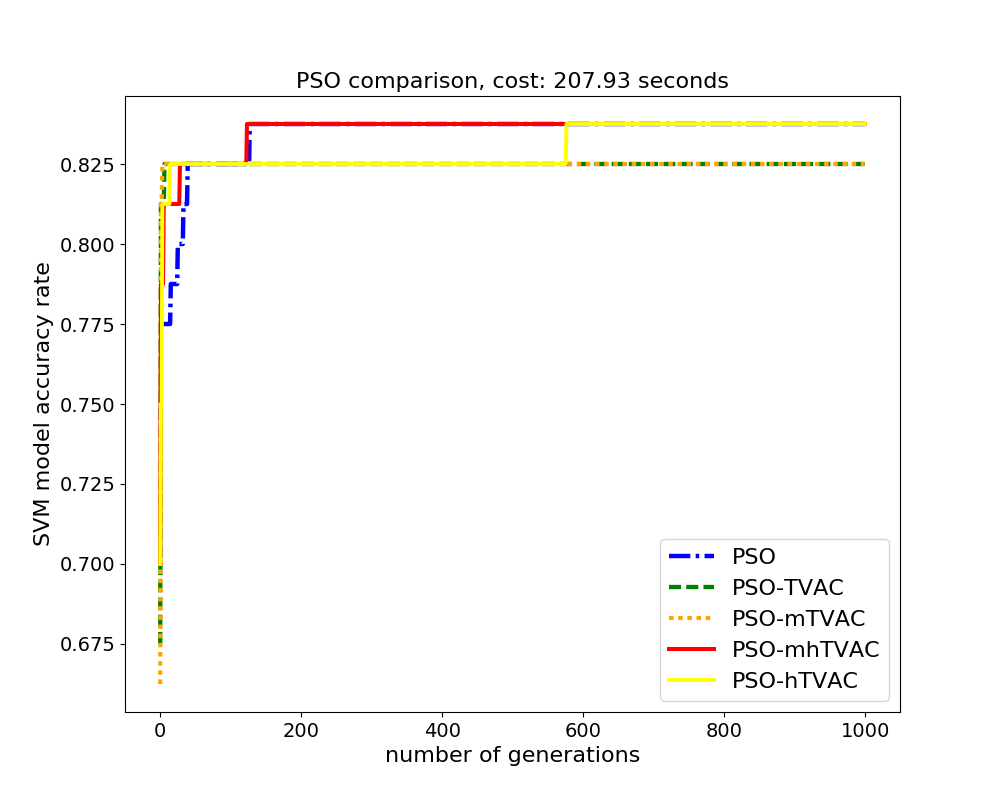 PSO comparison, cost: 207.93 seconds
SVM model accuracy rate
0.825
0.800
0.775
0.750
0.725
0.700
0.675
0
200
400
600
800
1000
number of generations
PSO
PSO-TVAC
PSO-mTVAC
PSO-mhTVAC
PSO-hTVAC